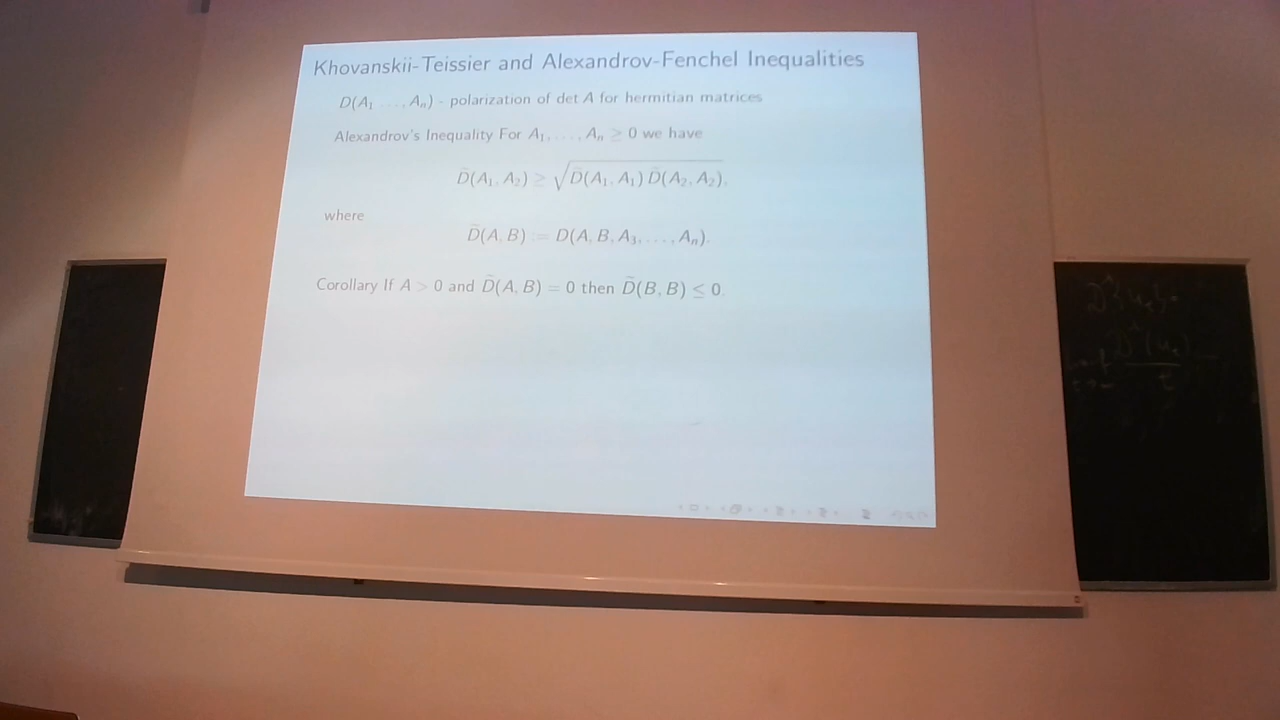 Khovanskii-Teissier and Alexandrov-Fenchel Inequalities
D(A₁, ..., Aₙ) - polarization of det A for hermitian matrices
Alexandrov's Inequality For A₁, ..., Aₙ ≥ 0 we have
D̃(A₁, A₂) ≥ √(D̃(A₁, A₁) D̃(A₂, A₂)),
where
D̃(A, B) := D(A, B, A₃, ..., Aₙ).
Corollary If A > 0 and D̃(A, B) = 0 then D̃(B, B) ≤ 0.